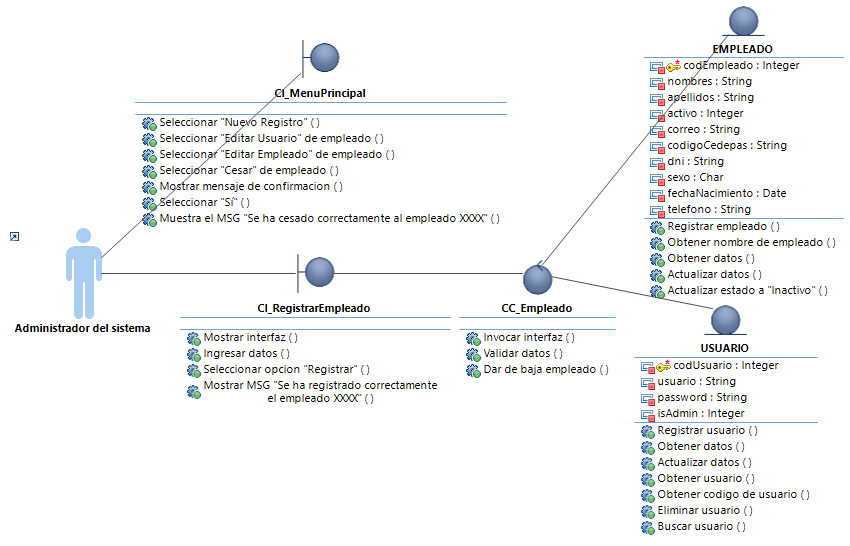 CI_MenuPrincipal
Seleccionar "Nuevo Registro" ( )
Seleccionar "Editar Usuario" de empleado ( )
Seleccionar "Editar Empleado" de empleado ( )
Seleccionar "Cesar" de empleado ( )
Mostrar mensaje de confirmacion ( )
Seleccionar "Sí" ( )
Muestra el MSG "Se ha cesado correctamente al empleado XXXX" ( )
EMPLEADO
codEmpleado : Integer
nombres : String
apellidos : String
activo : Integer
correo : String
codigoCedepas : String
dni : String
sexo : Char
fechaNacimiento : Date
telefono : String
Registrar empleado ( )
Obtener nombre de empleado ( )
Obtener datos ( )
Actualizar datos ( )
Actualizar estado a "Inactivo" ( )
Administrador del sistema
CI_RegistrarEmpleado
Mostrar interfaz ( )
Ingresar datos ( )
Seleccionar opcion "Registrar" ( )
Mostrar MSG "Se ha registrado correctamente
el empleado XXXX" ( )
CC_Empleado
Invocar interfaz ( )
Validar datos ( )
Dar de baja empleado ( )
USUARIO
codUsuario : Integer
usuario : String
password : String
isAdmin : Integer
Registrar usuario ( )
Obtener datos ( )
Actualizar datos ( )
Obtener usuario ( )
Obtener codigo de usuario ( )
Eliminar usuario ( )
Buscar usuario ( )